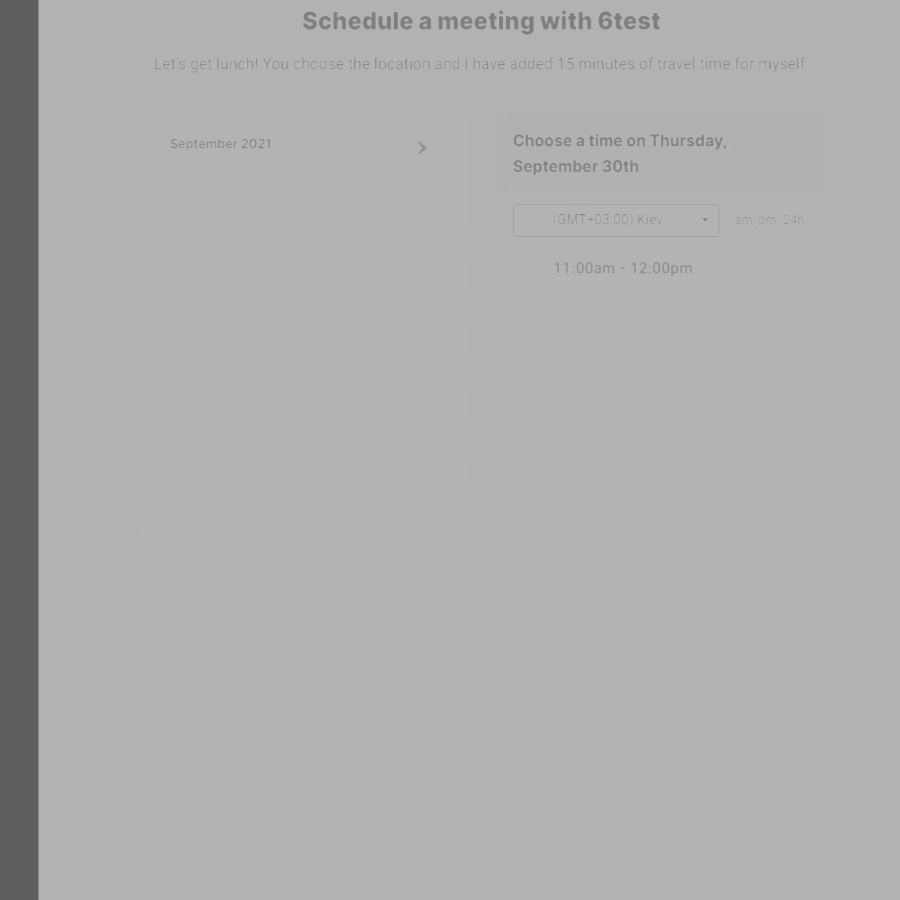 Schedule a meeting with 6test
Let's get lunch! You choose the location and I have added 15 minutes of travel time for myself.
September 2021
Choose a time on Thursday,
September 30th
(GMT+03:00) Kiev
am/pm 24h
11:00am - 12:00pm